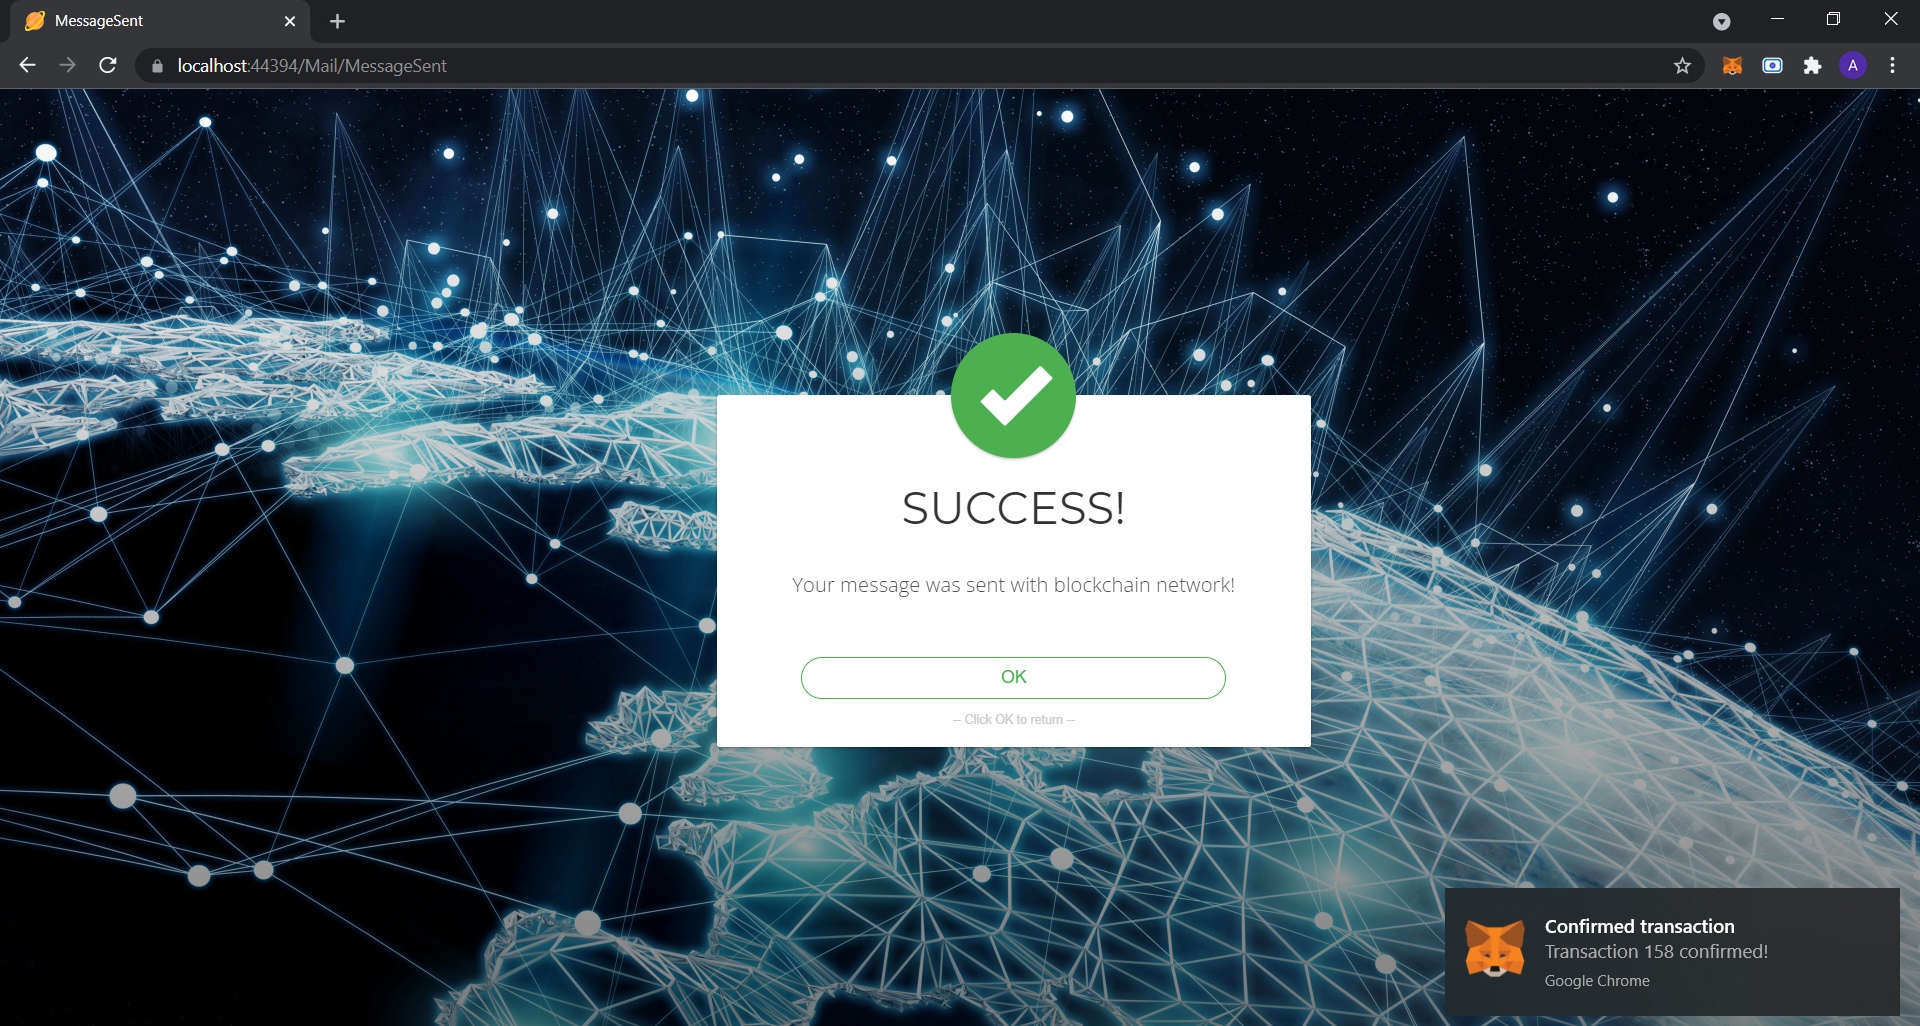 MessageSent
localhost:44394/Mail/MessageSent
A
SUCCESS!
Your message was sent with blockchain network!
OK
-- Click OK to return --
Confirmed transaction
Transaction 158 confirmed!
Google Chrome